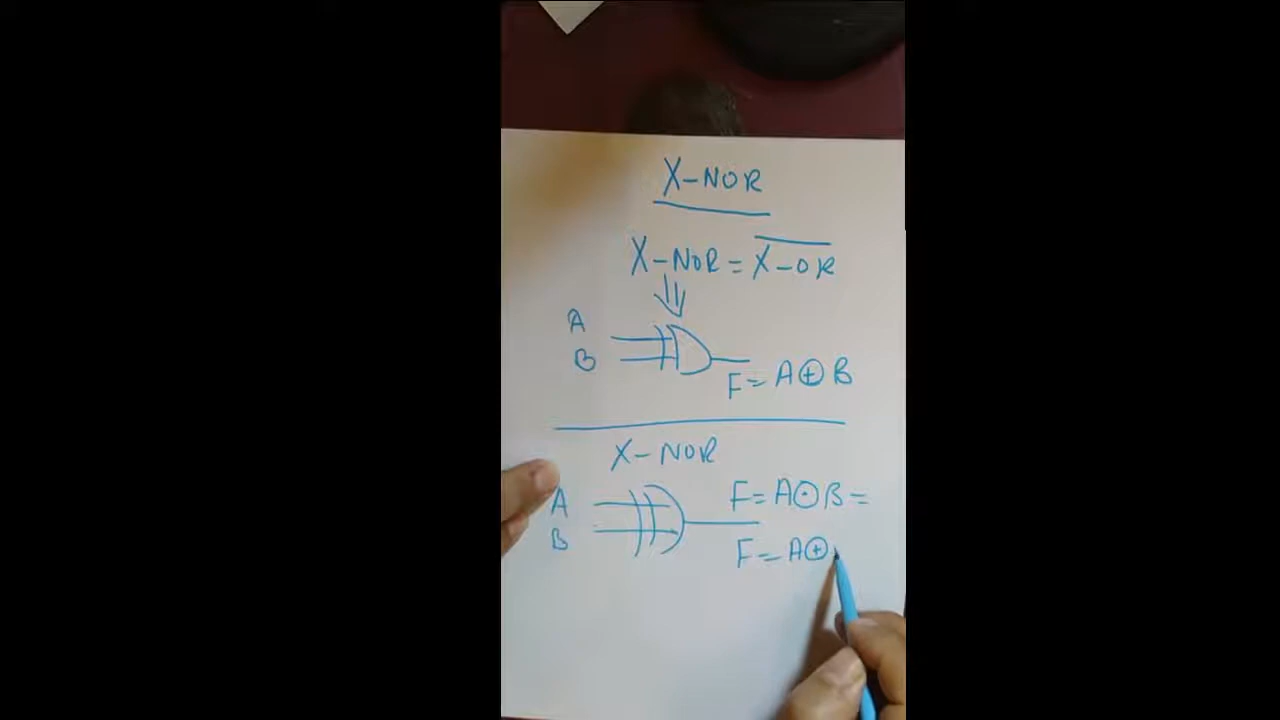 X-NOR
X-NOR = X-OR
A
B
F = A⊕B
X-NOR
A
B
F = A⊙B =
F = A⊕